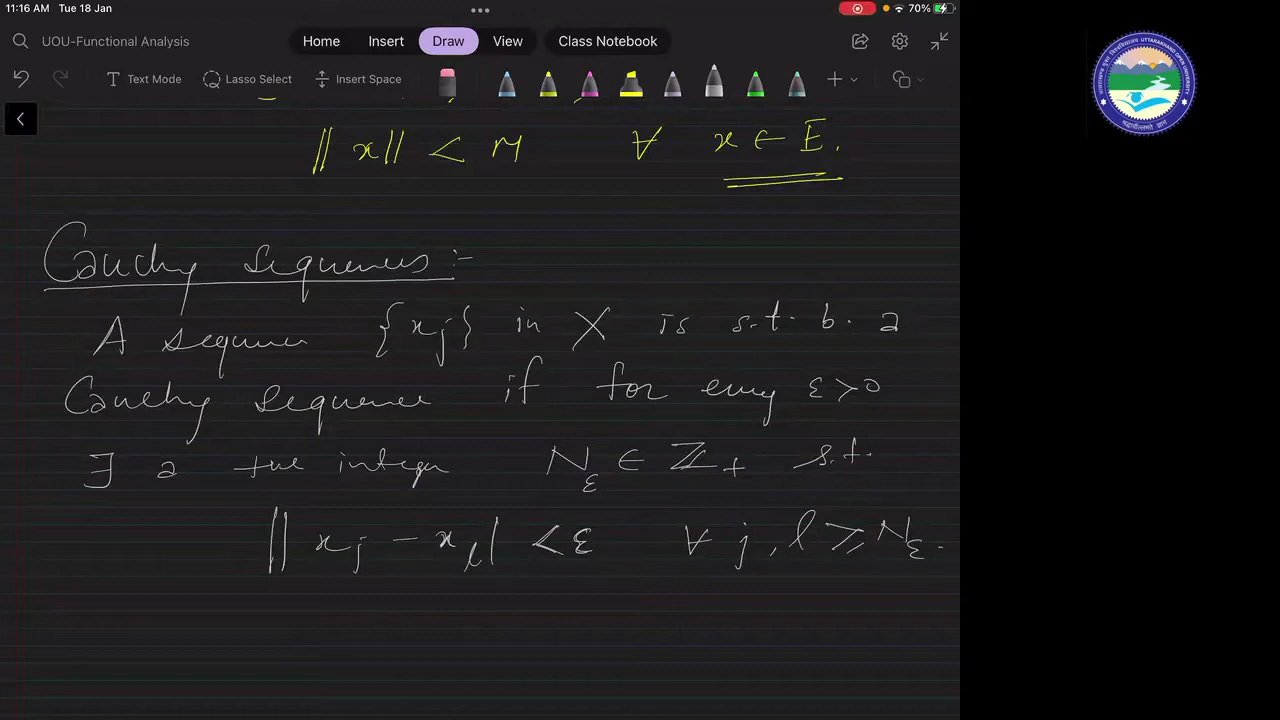 11:16 AM Tue 18 Jan
70%
UOU-Functional Analysis
Home Insert Draw View Class Notebook
Text Mode Lasso Select Insert Space
||x|| < M ∀ x ∈ E.
Cauchy sequences :-
A sequence {xj} in X is s.t. b. a
Cauchy sequence if for every ε>0
∃ a +ve integer Nε ∈ ℤ+ s.t.
|| xj - xl | < ε ∀ j, l ≥ Nε.